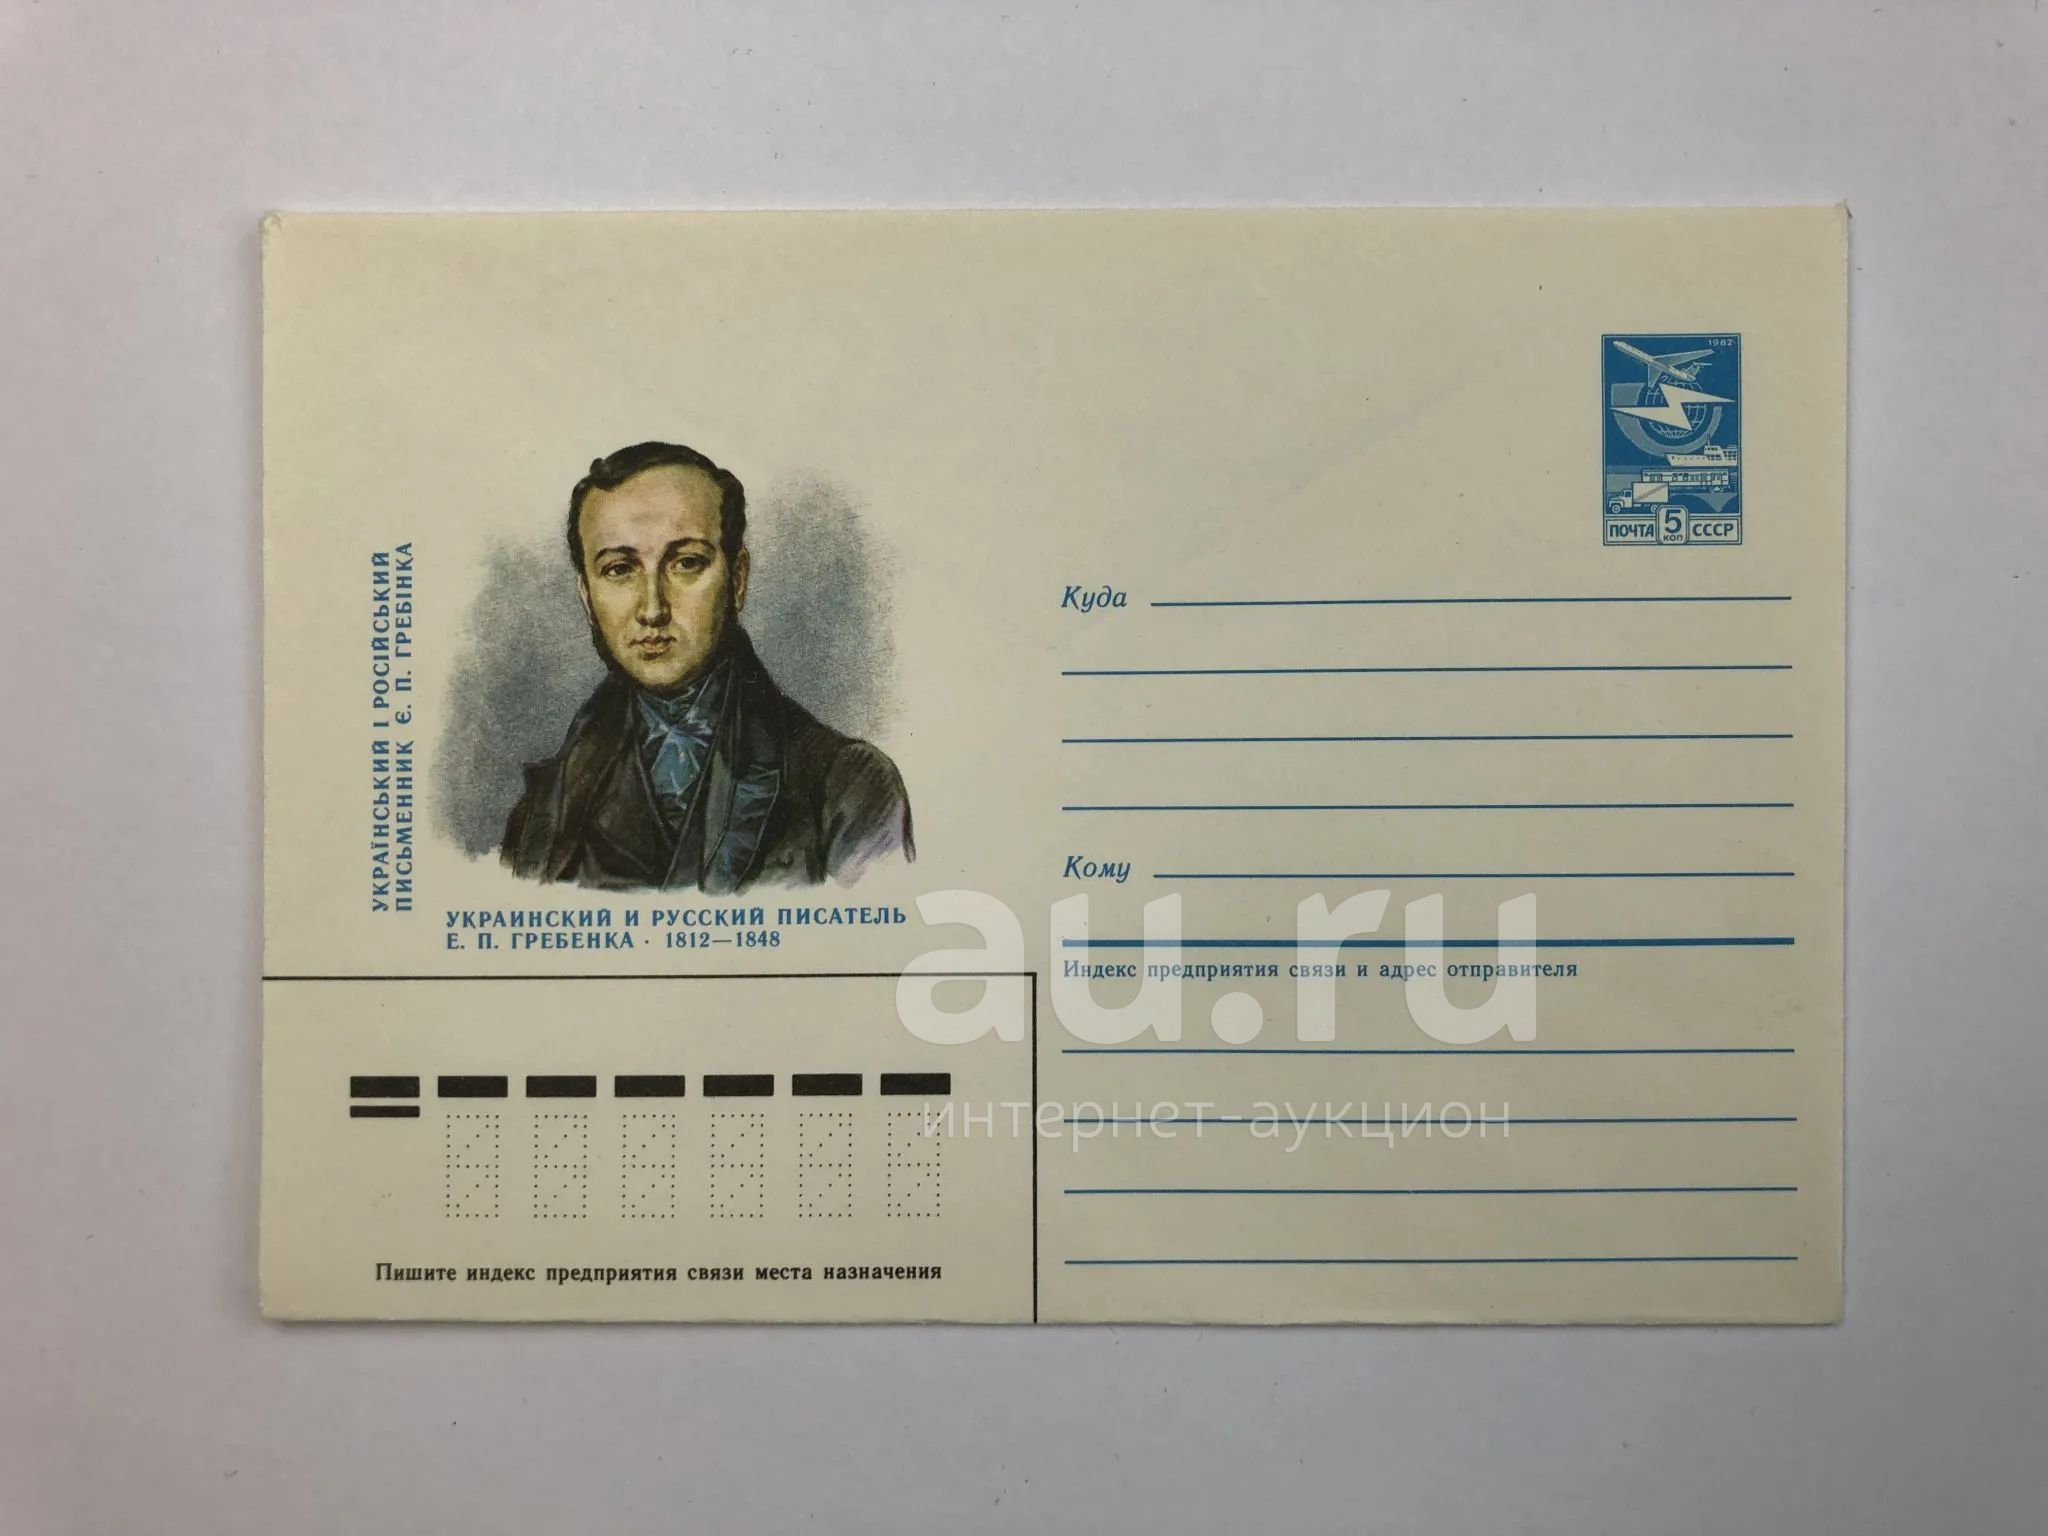 УКРАЇНСЬКИЙ І РОСІЙСЬКИЙ
ПИСЬМЕННИК Є. П. ГРЕБІНКА
УКРАИНСКИЙ И РУССКИЙ ПИСАТЕЛЬ
Е. П. ГРЕБЕНКА · 1812—1848
1982
ПОЧТА 5 КОП СССР
Куда
Кому
Индекс предприятия связи и адрес отправителя
au.ru
интернет-аукцион
Пишите индекс предприятия связи места назначения